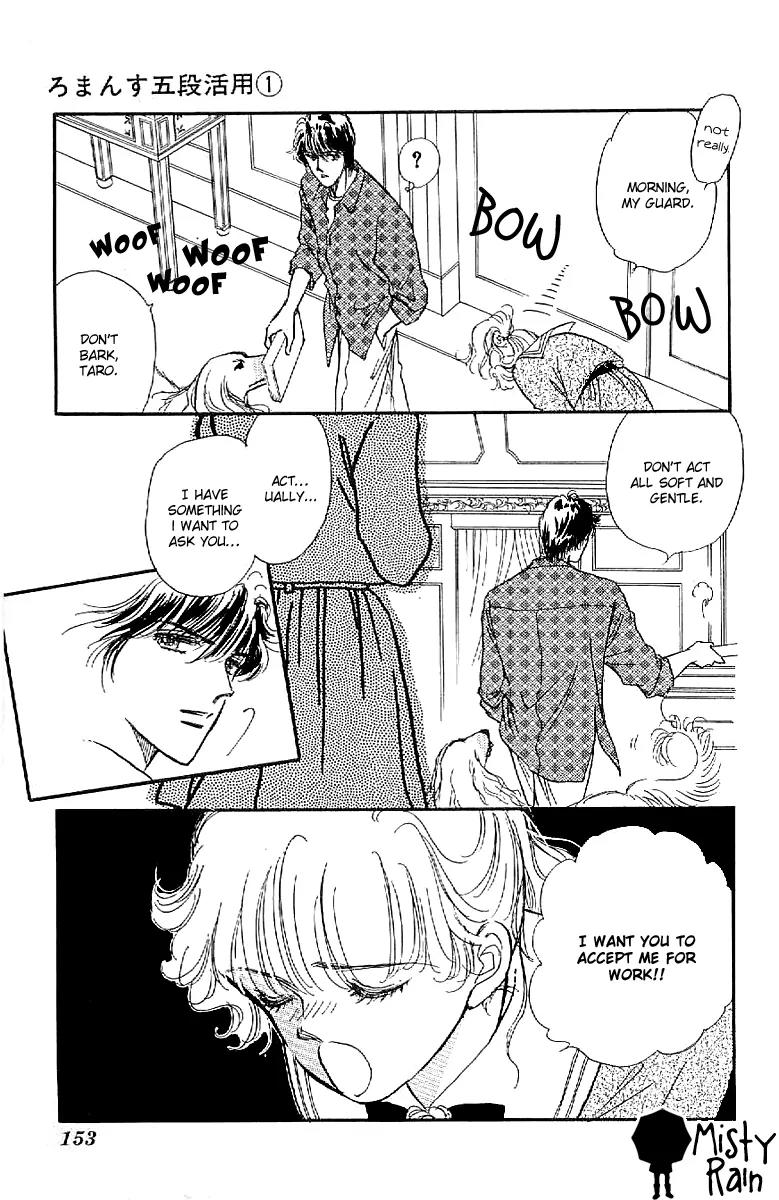 ろまんす五段活用①
not
really.
MORNING,
MY GUARD.
?
BOW
BOW
WOOF
WOOF
WOOF
DON'T
BARK,
TARO.
DON'T ACT
ALL SOFT AND
GENTLE.
ACT...
UALLY...
I HAVE
SOMETHING
I WANT TO
ASK YOU...
I WANT YOU TO
ACCEPT ME FOR
WORK!!
153
Misty
Rain